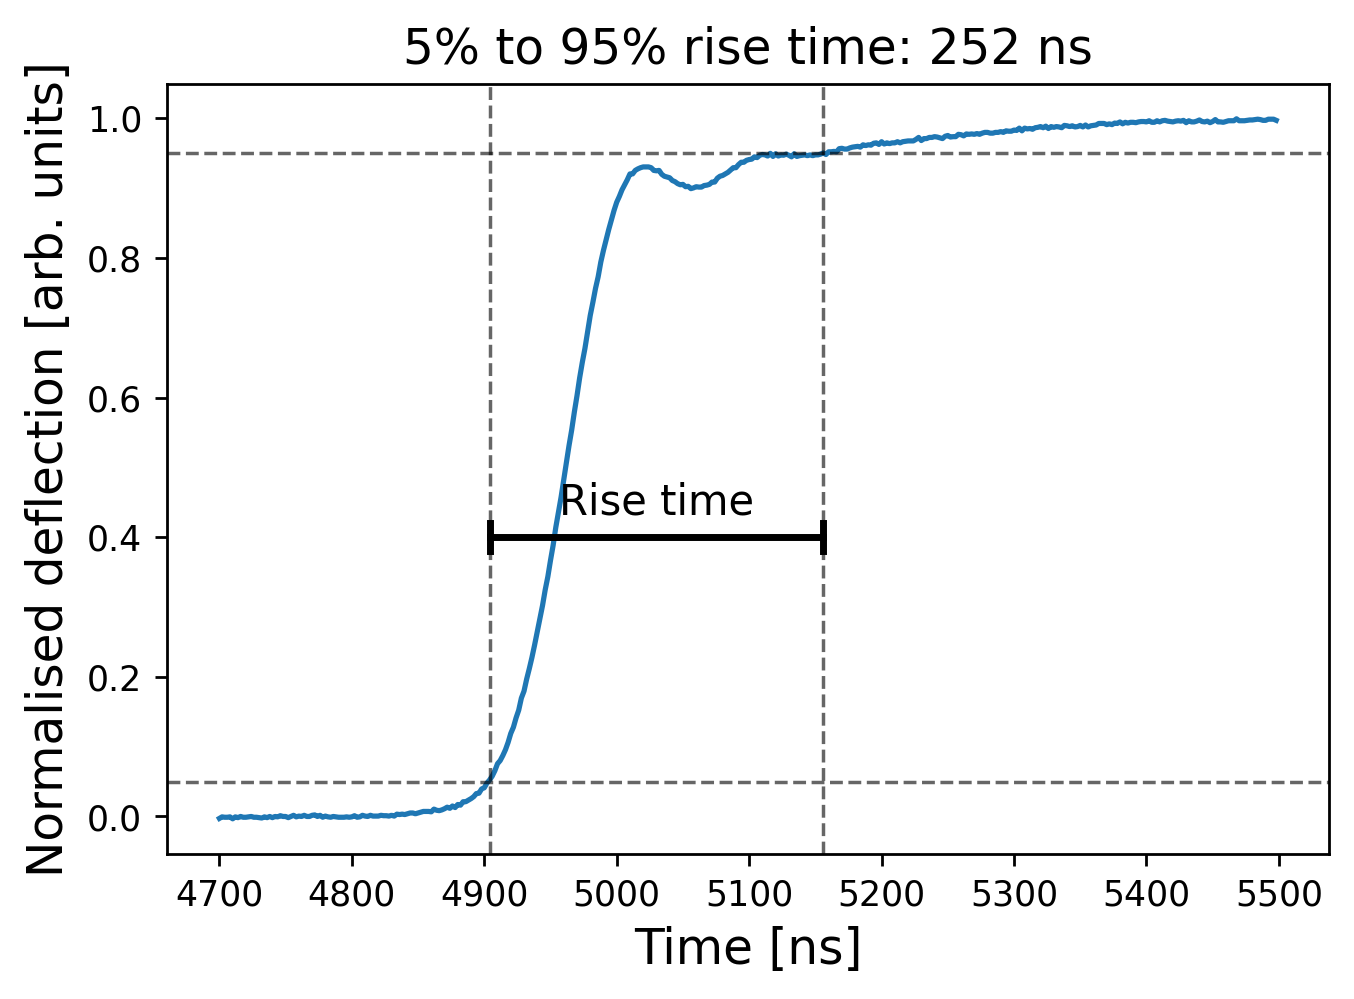 5% to 95% rise time: 252 ns
Normalised deflection [arb. units]
1.0
0.8
0.6
0.4
0.2
0.0
Rise time
4700 4800 4900 5000 5100 5200 5300 5400 5500
Time [ns]